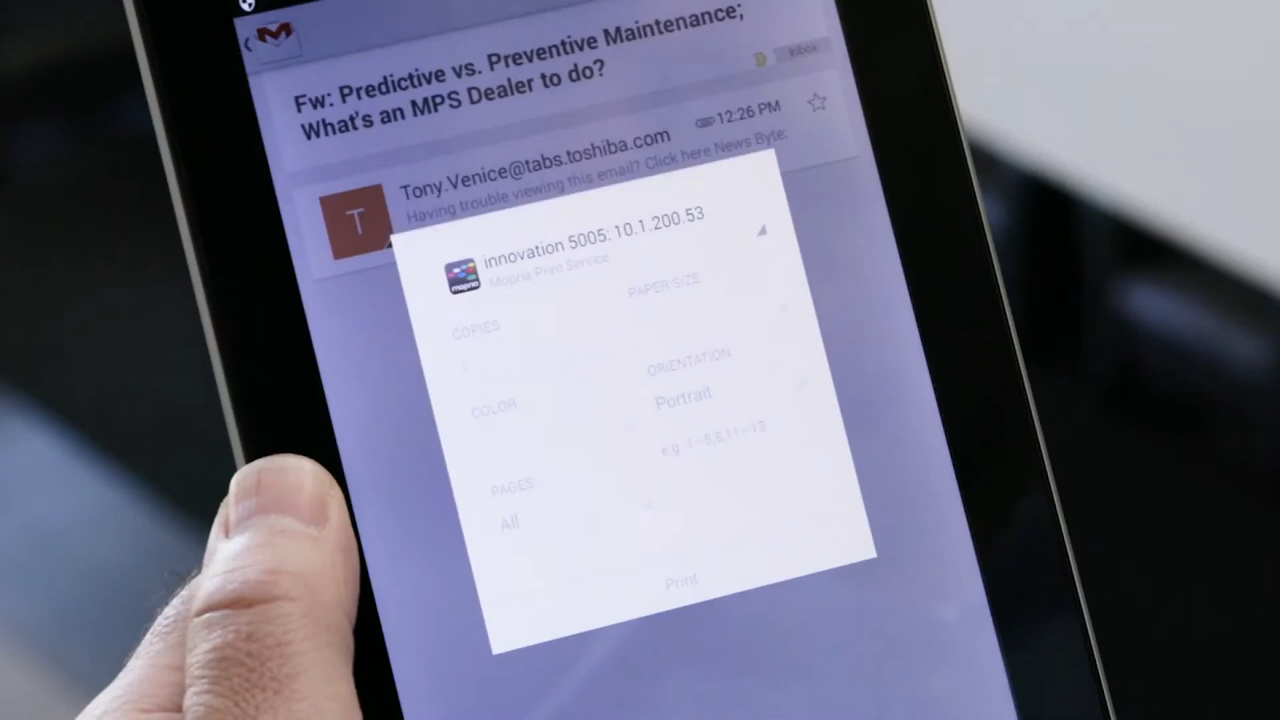 Fw: Predictive vs. Preventive Maintenance;
What's an MPS Dealer to do?
Inbox
Tony.Venice@tabs.toshiba.com
12:26 PM
T
Having trouble viewing this email? Click here News Byte:
innovation 5005: 10.1.200.53
mopria
Mopria Print Service
COPIES
PAPER SIZE
COLOR
ORIENTATION
Portrait
PAGES
e.g. 1—5,8,11—13
All
Print